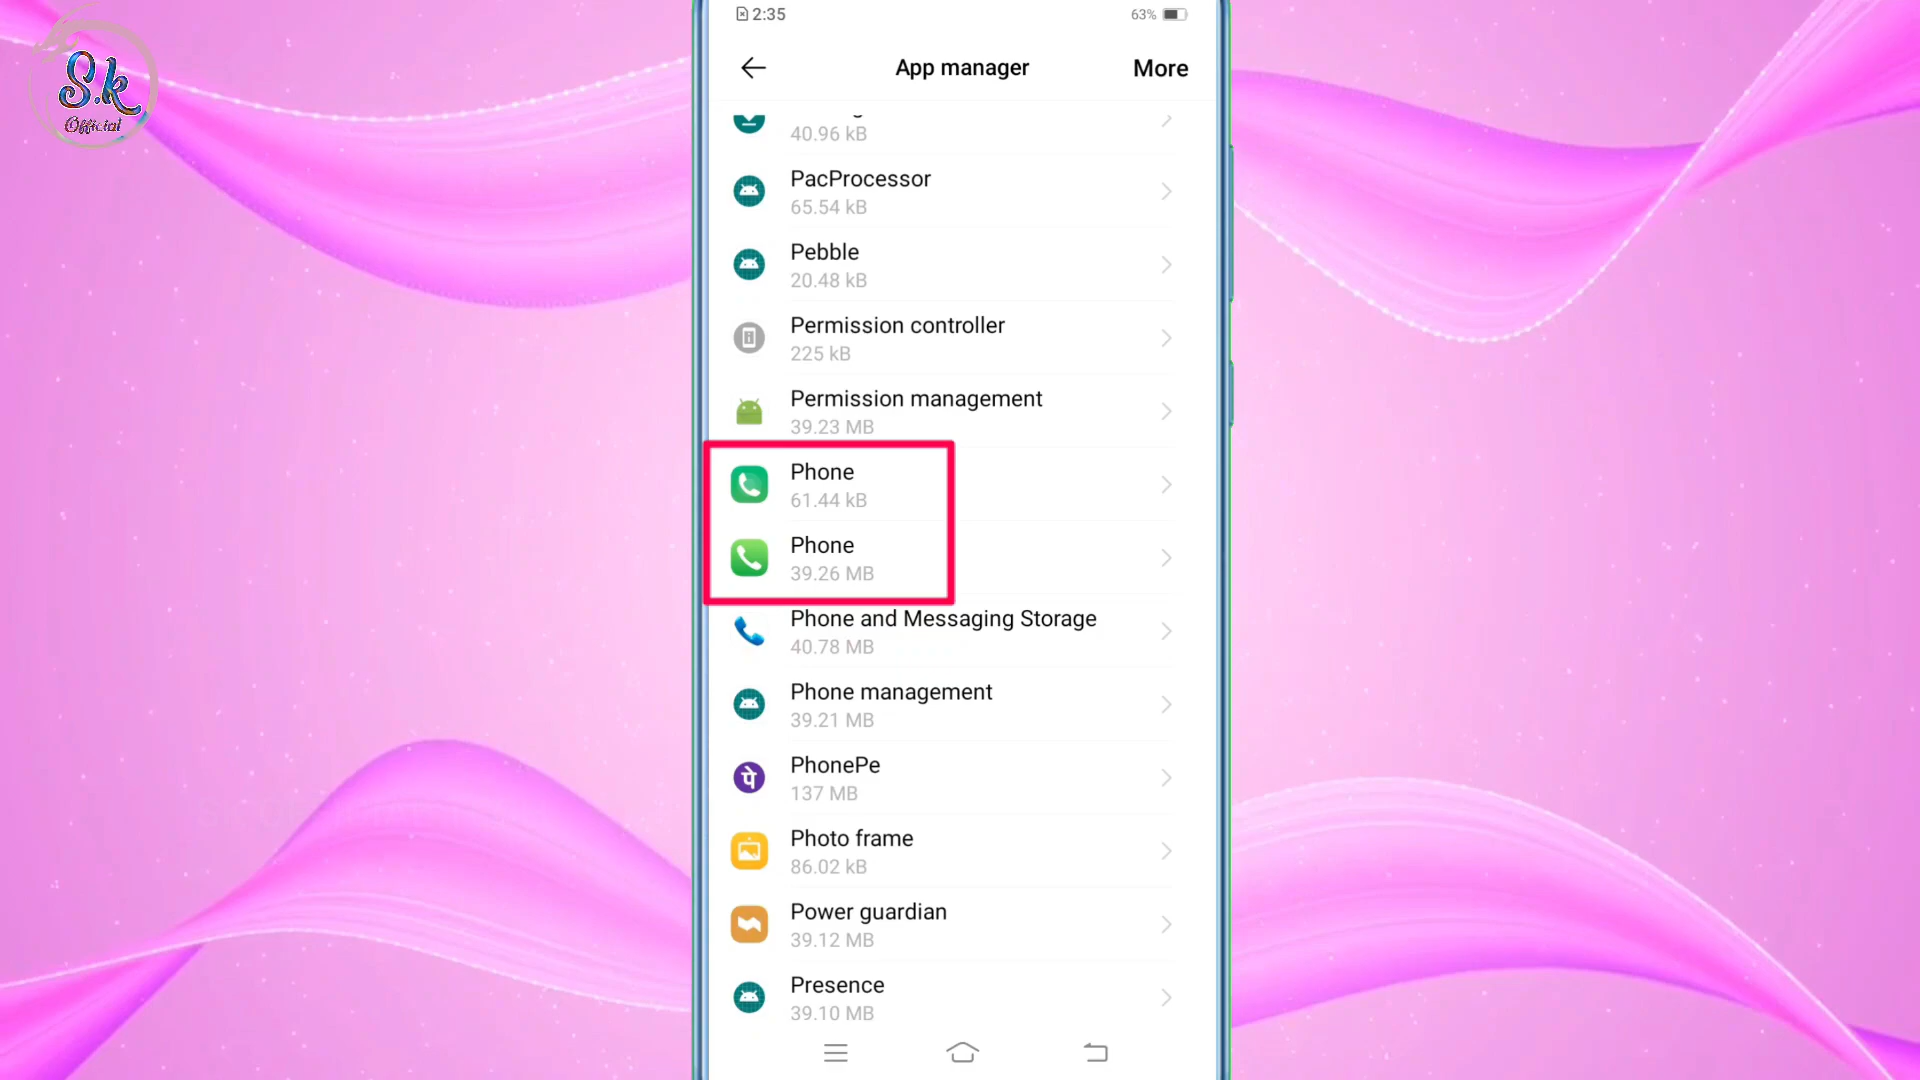 S.k
Official
2:35
63%
App manager
More
40.96 kB
PacProcessor
65.54 kB
Pebble
20.48 kB
Permission controller
225 kB
Permission management
39.23 MB
Phone
61.44 kB
Phone
39.26 MB
Phone and Messaging Storage
40.78 MB
Phone management
39.21 MB
पे
PhonePe
137 MB
Photo frame
86.02 kB
Power guardian
39.12 MB
Presence
39.10 MB